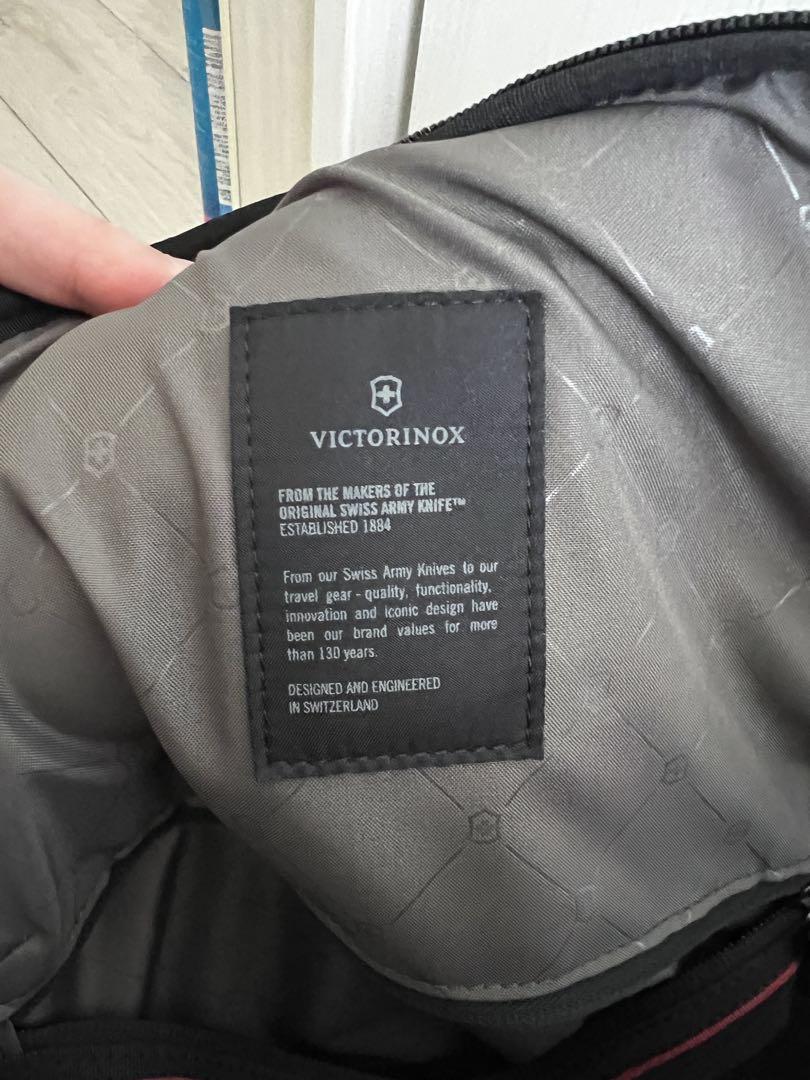 VICTORINOX
FROM THE MAKERS OF THE
ORIGINAL SWISS ARMY KNIFE™
ESTABLISHED 1884
From our Swiss Army Knives to our
travel gear - quality, functionality,
innovation and iconic design have
been our brand values for more
than 130 years.
DESIGNED AND ENGINEERED
IN SWITZERLAND